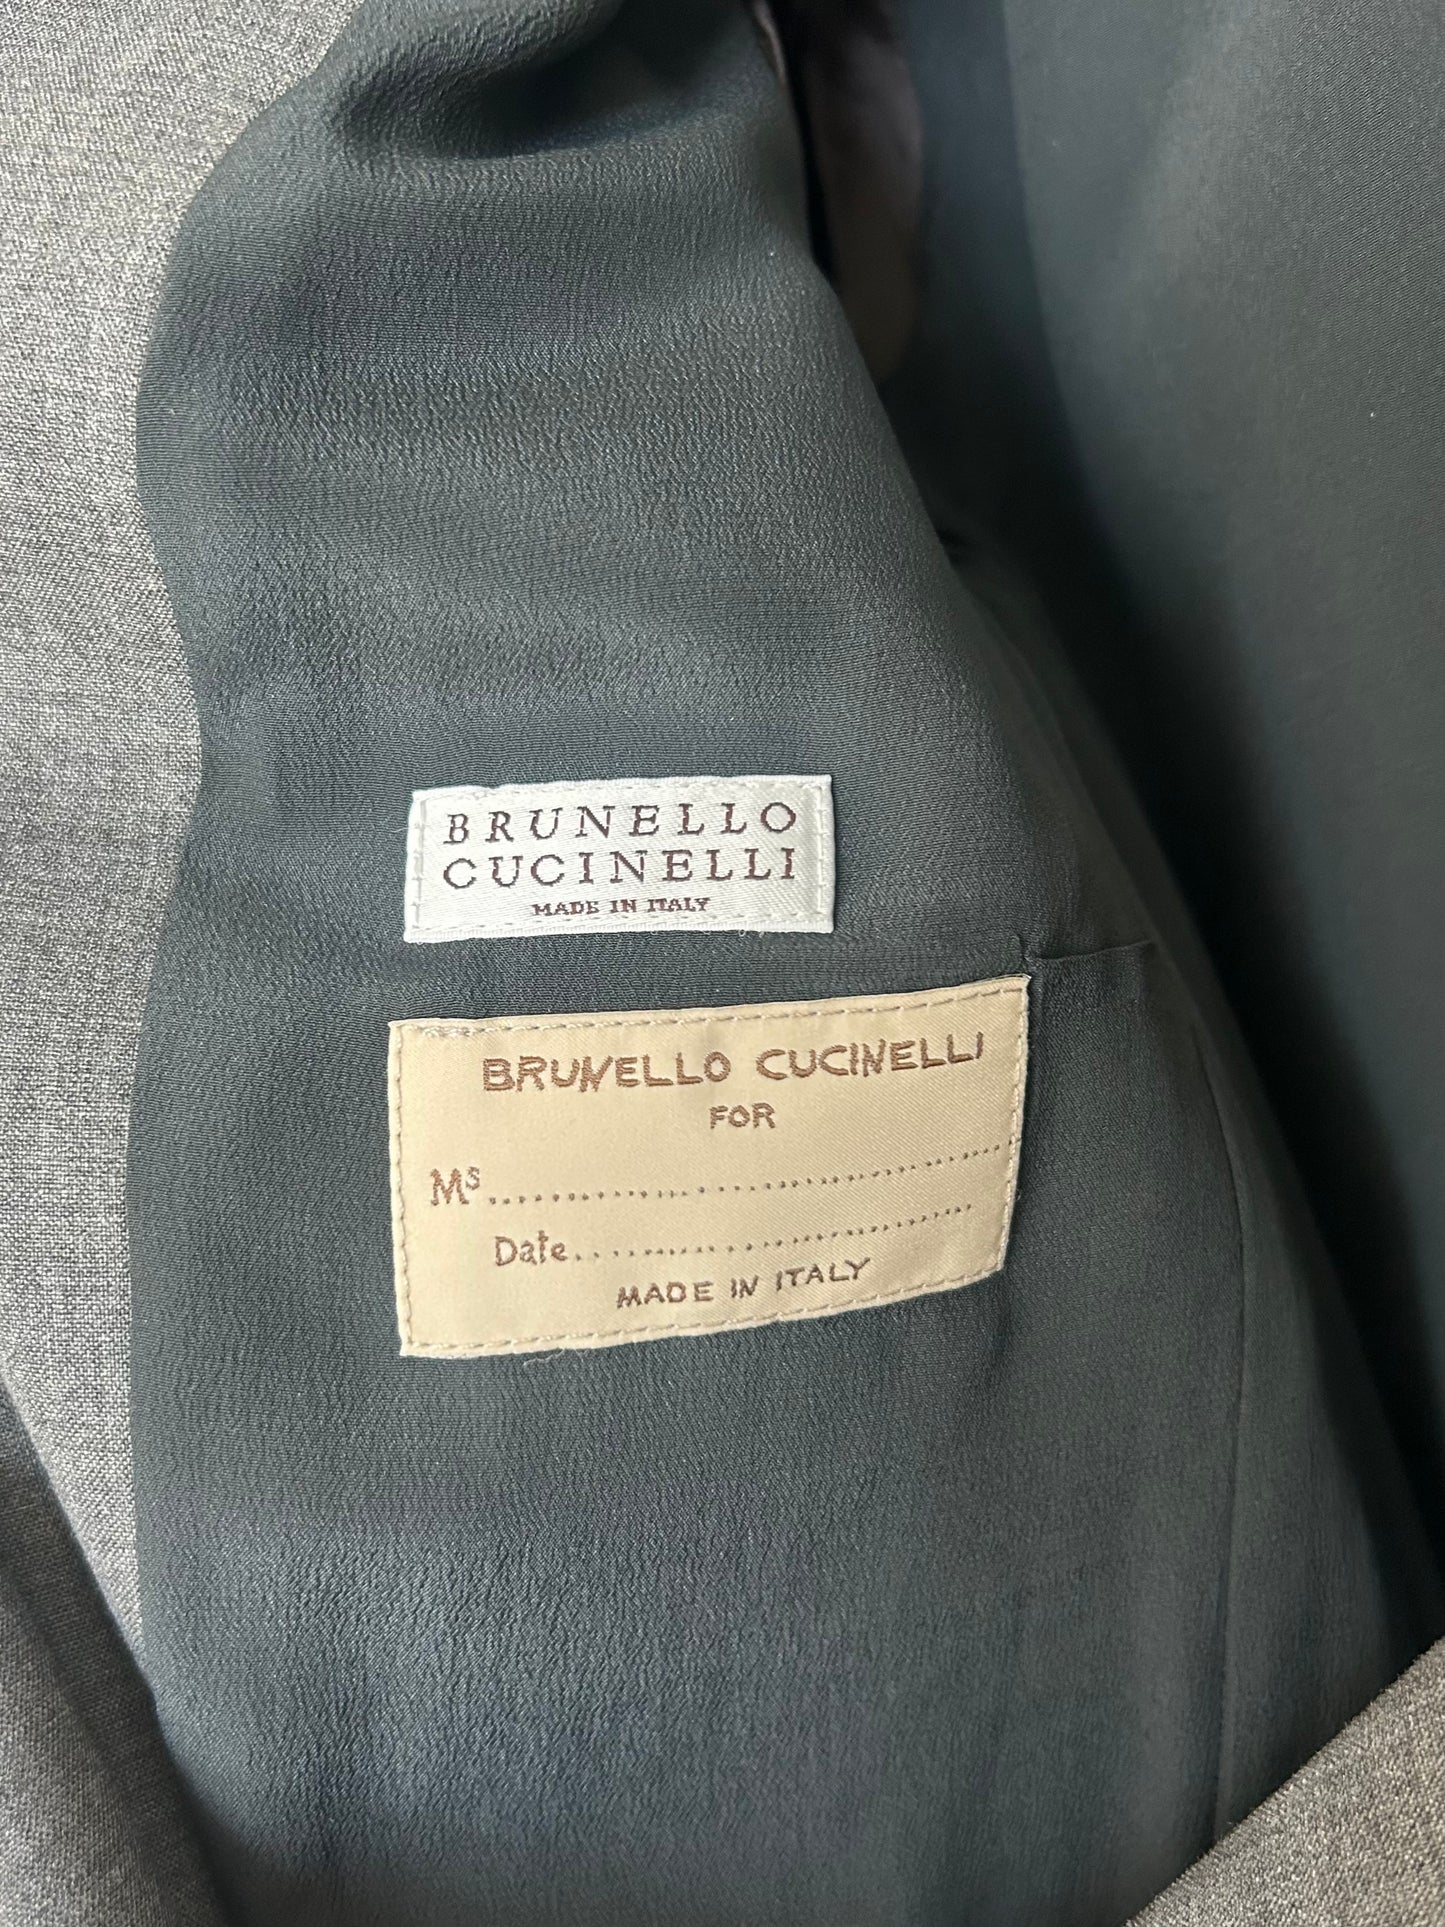 BRUNELLO
CUCINELLI
MADE IN ITALY
BRUNELLO CUCINELLI
FOR
Ms..............................
Date..............................
MADE IN ITALY